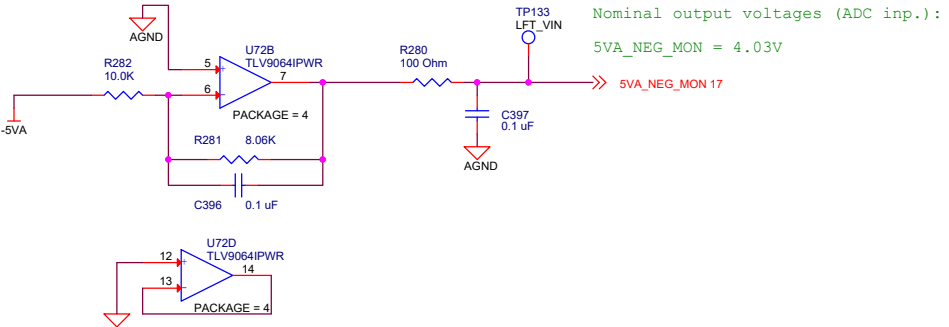 TP133
LFT_VIN
Nominal output voltages (ADC inp.):
5VA_NEG_MON = 4.03V
AGND
U72B
TLV9064IPWR
R280
100 Ohm
R282
10.0K
5
+
7
6
-
5VA_NEG_MON 17
-5VA
PACKAGE = 4
C397
0.1 uF
R281 8.06K
AGND
C396 0.1 uF
U72D
TLV9064IPWR
12
+
14
13
-
PACKAGE = 4